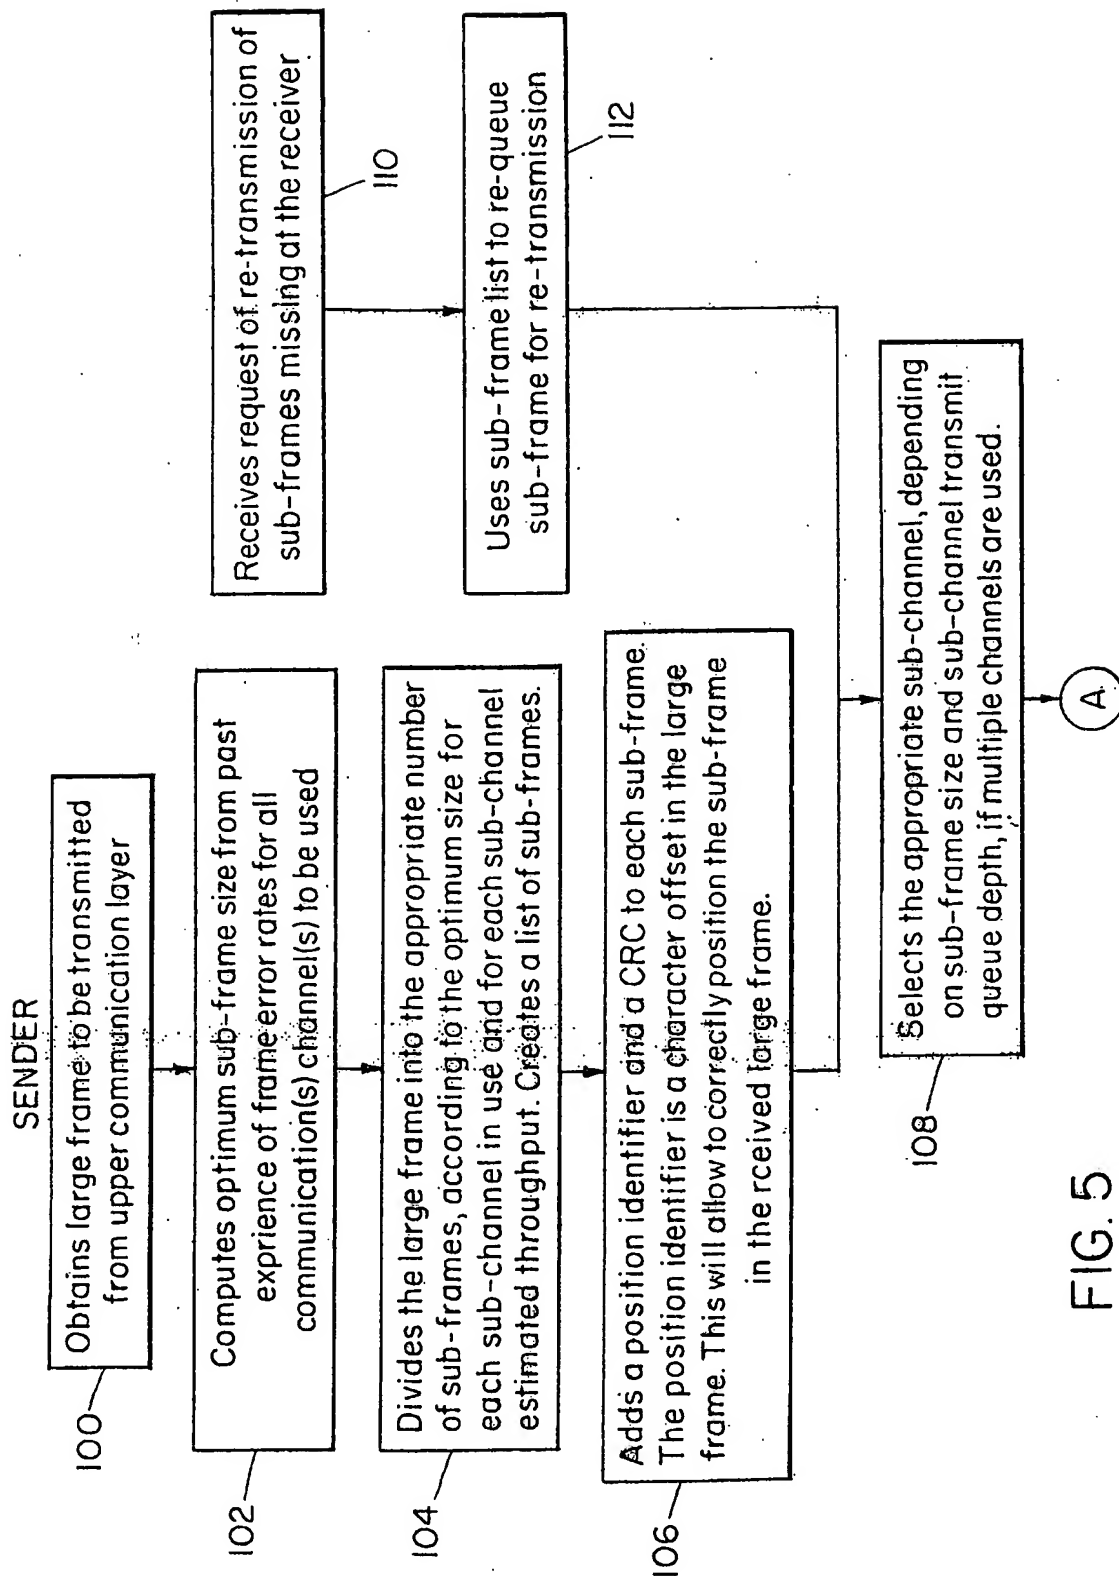 SENDER
Obtains large frame to be transmitted
from upper communication layer
100
Computes optimum sub-frame size from past
exprience of frame error rates for all
communication(s) channel(s) to be used
102
Divides the large frame into the appropriate number
of sub-frames, according to the optimum size for
each sub-channel in use and for each sub-channel
estimated throughput. Creates a list of sub-frames.
104
Adds a position identifier and a CRC to each sub-frame.
The position identifier is a character offset in the large
frame. This will allow to correctly position the sub-frame
in the rceived large frame.
106
Receives request of re-transmission of
sub-frames missing at the receiver
110
Uses sub-frame list to re-queue
sub-frame for re-transmission
112
Selects the appropriate sub-channel, depending
on sub-frame size and sub-channel transmit
queue depth, if multiple channels are used.
108
A
FIG. 5